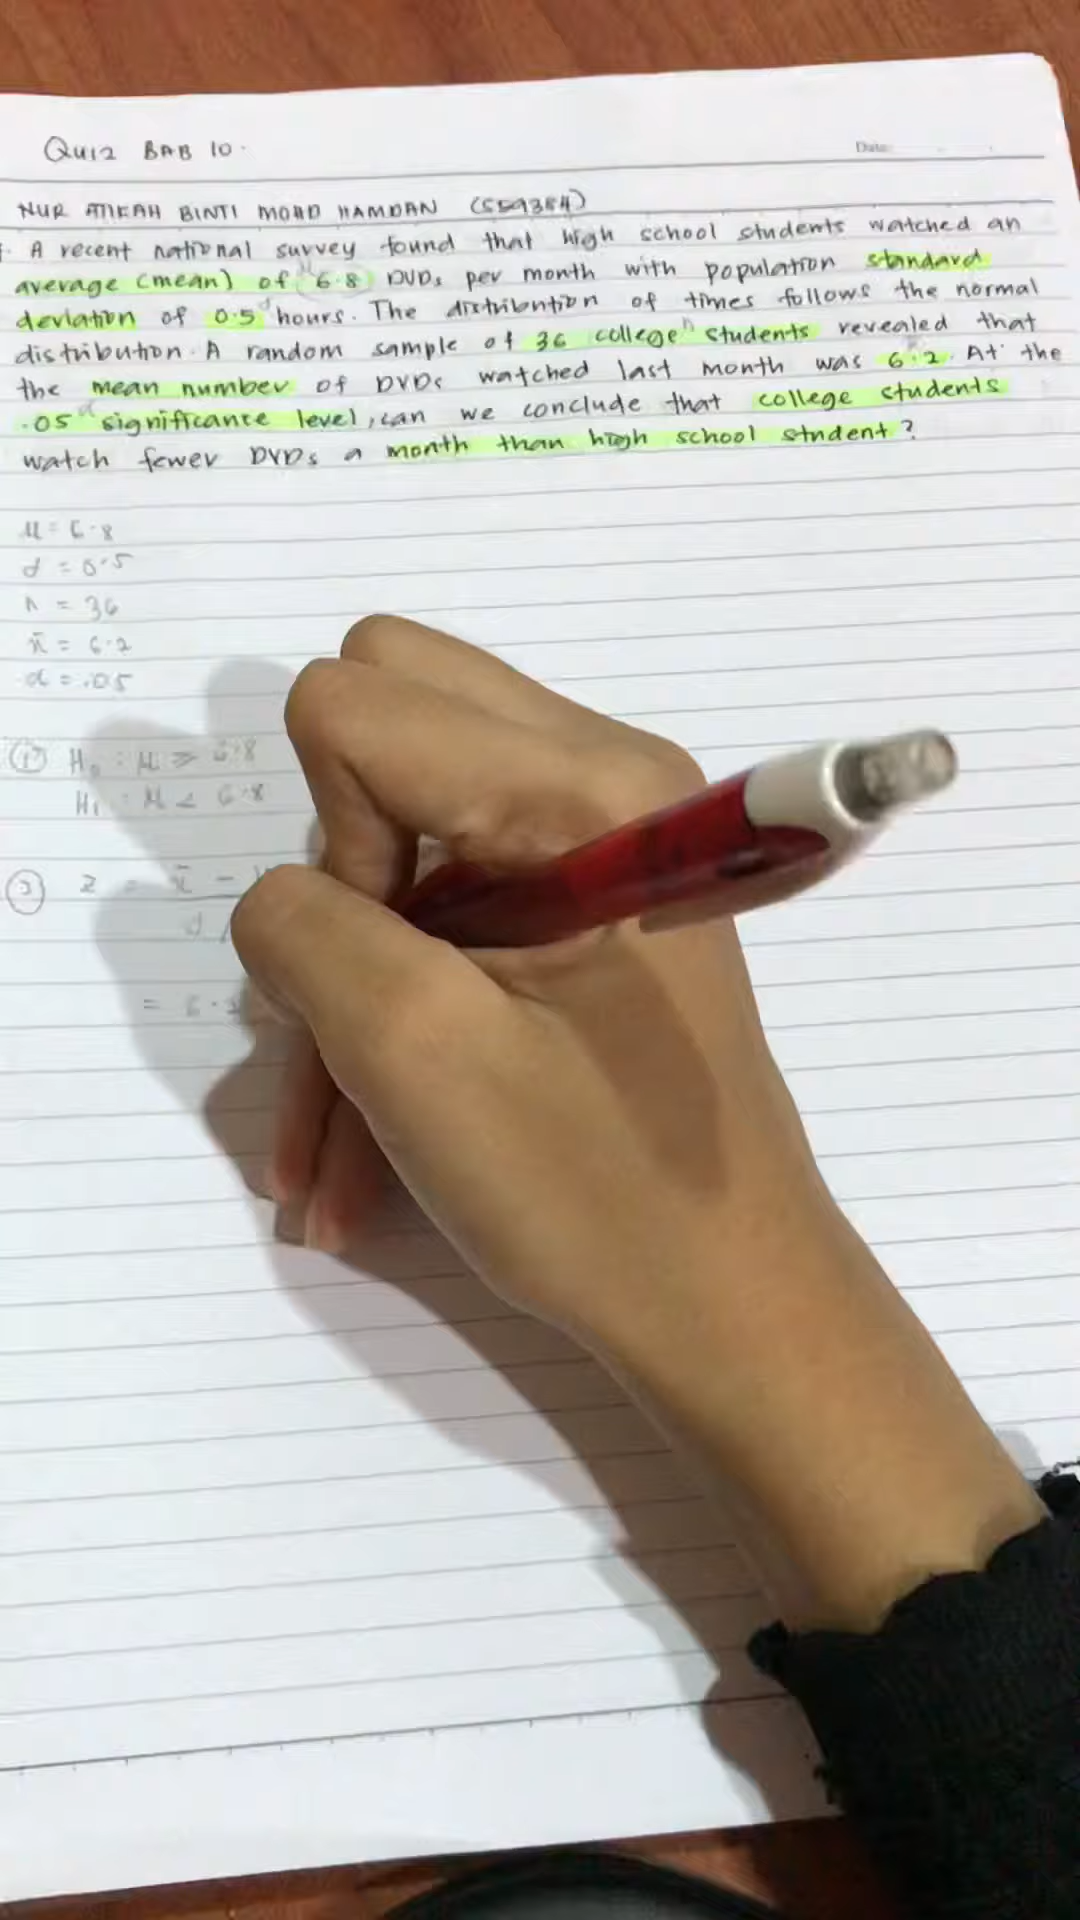 QUIZ BAB 10.
Date:
NUR ATIKAH BINTI MOHD HAMDAN (S59384)
A recent national survey found that high school students watched an
average (mean) of 6.8 DVDs per month with population standard
deviation of 0.5 hours. The distribution of times follows the normal
distribution. A random sample of 36 college students revealed that
the mean number of DVDs watched last month was 6.2. At the
.05 significance level, can we conclude that college students
watch fewer DVDs a month than high school student?
μ = 6.8
σ = 0.5
n = 36
x̄ = 6.2
α = .05
① H₀ : μ ≥ 6.8
H₁ : μ < 6.8
z = x̄ -
σ /
= 6.2